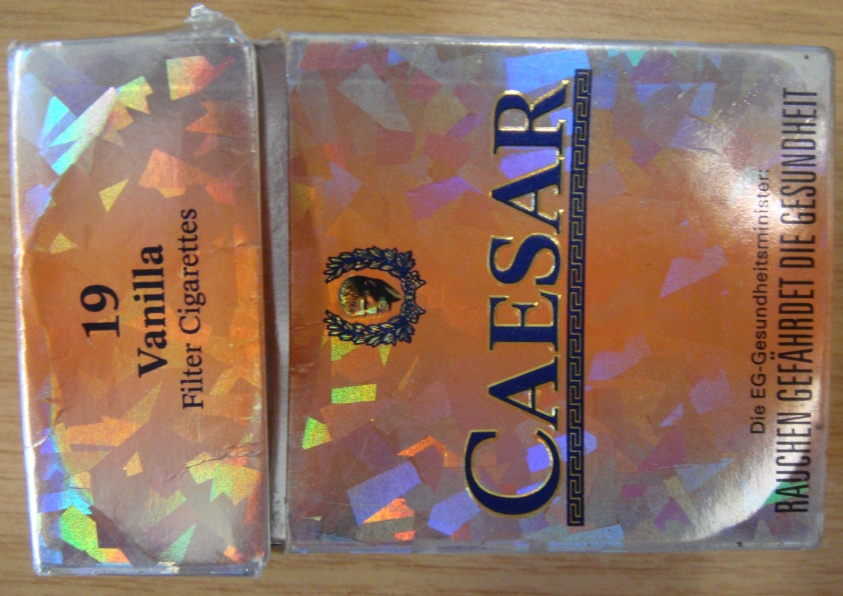 19
Vanilla
Filter Cigarettes
CAESAR
Die EG-Gesundheitsminister:
RAUCHEN GEFÄHRDET DIE GESUNDHEIT